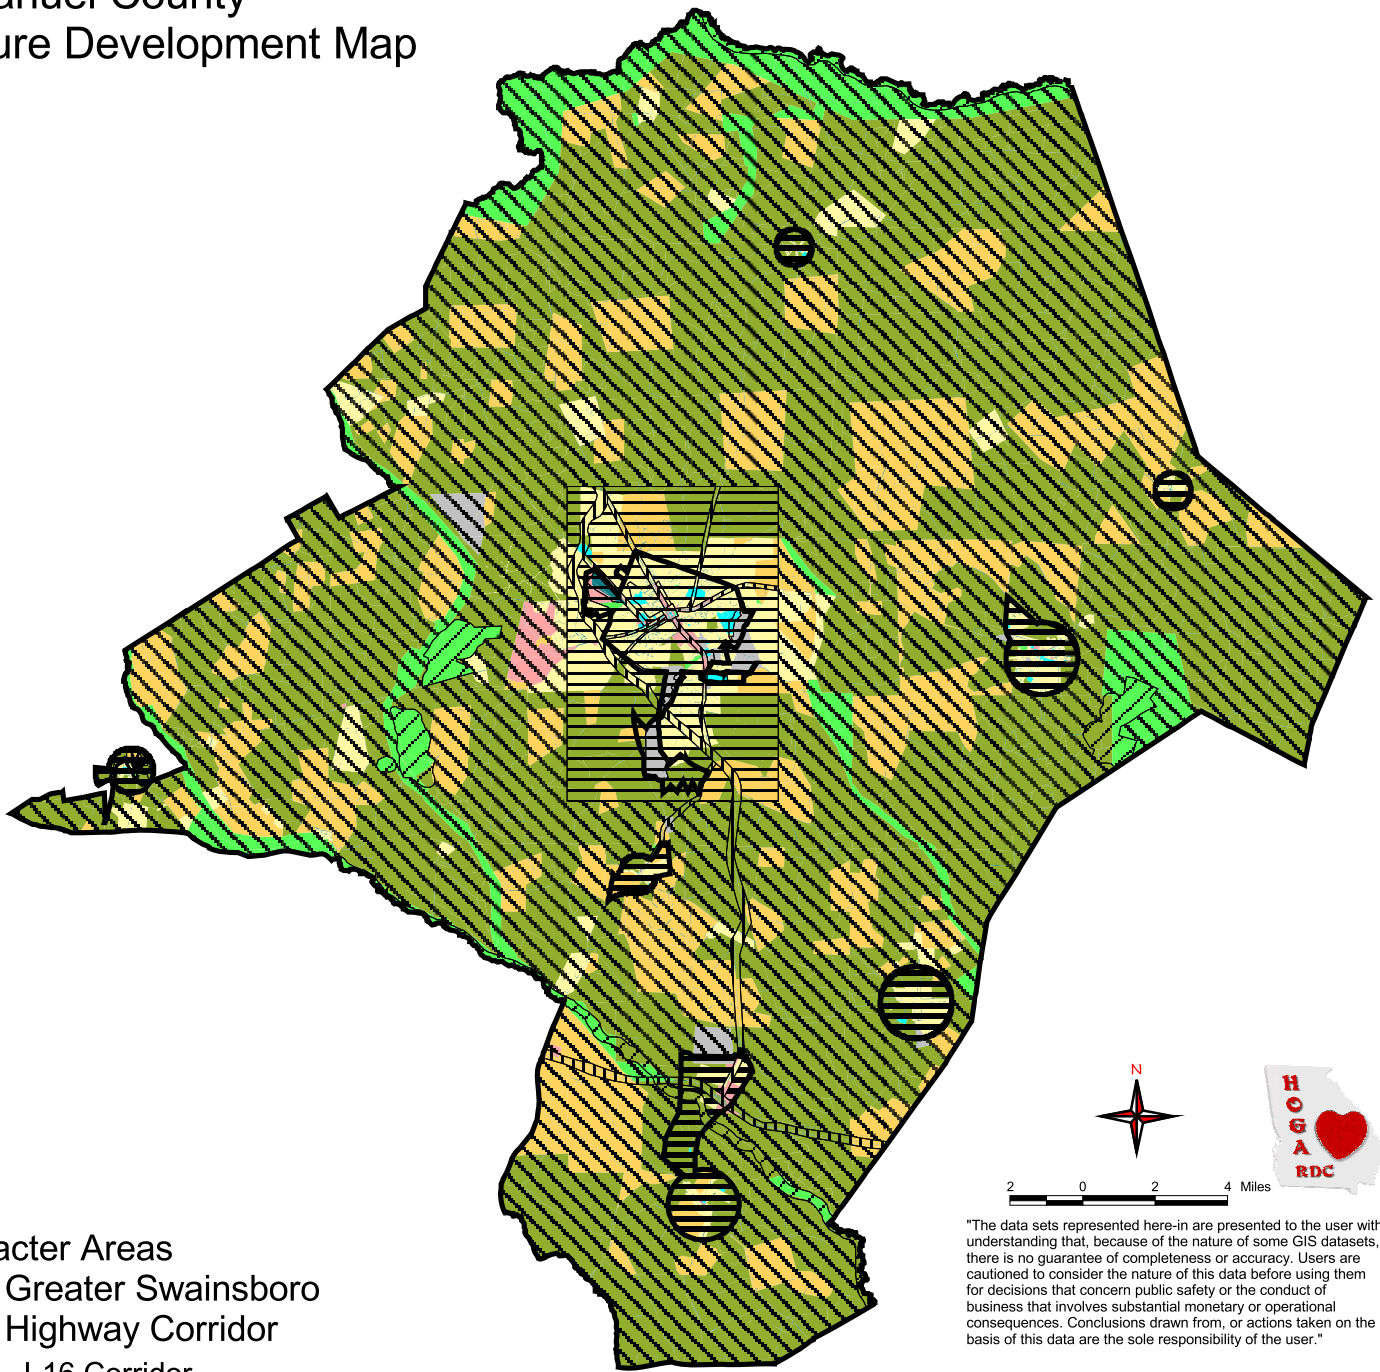 anuel County
ure Development Map
N
H
O
G
A
RDC
2 0 2 4 Miles
"The data sets represented here-in are presented to the user with
understanding that, because of the nature of some GIS datasets,
there is no guarantee of completeness or accuracy. Users are
cautioned to consider the nature of this data before using them
for decisions that concern public safety or the conduct of
business that involves substantial monetary or operational
consequences. Conclusions drawn from, or actions taken on the
basis of this data are the sole responsibility of the user."
acter Areas
Greater Swainsboro
Highway Corridor
I-16 Corridor